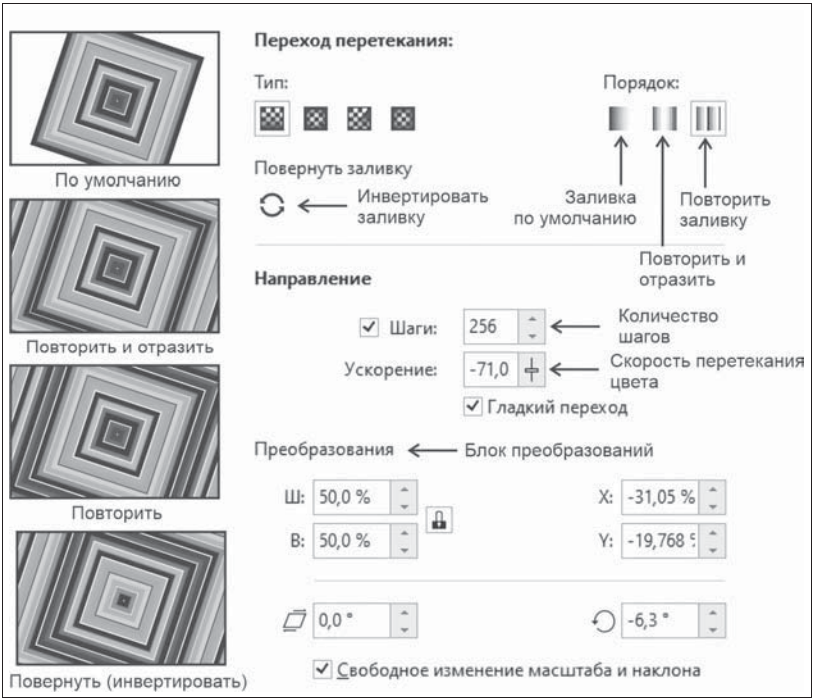 По умолчанию
Повторить и отразить
Повторить
Повернуть (инвертировать)
Переход перетекания:
Тип:
Порядок:
Повернуть заливку
Инвертировать
заливку
Заливка
по умолчанию
Повторить
заливку
Повторить и
отразить
Направление
Шаги: 256
Количество
шагов
Ускорение: -71,0
Скорость перетекания
цвета
Гладкий переход
Преобразования
Блок преобразований
Ш: 50,0 %
X: -31,05 %
В: 50,0 %
Y: -19,768
0,0 °
-6,3 °
Свободное изменение масштаба и наклона